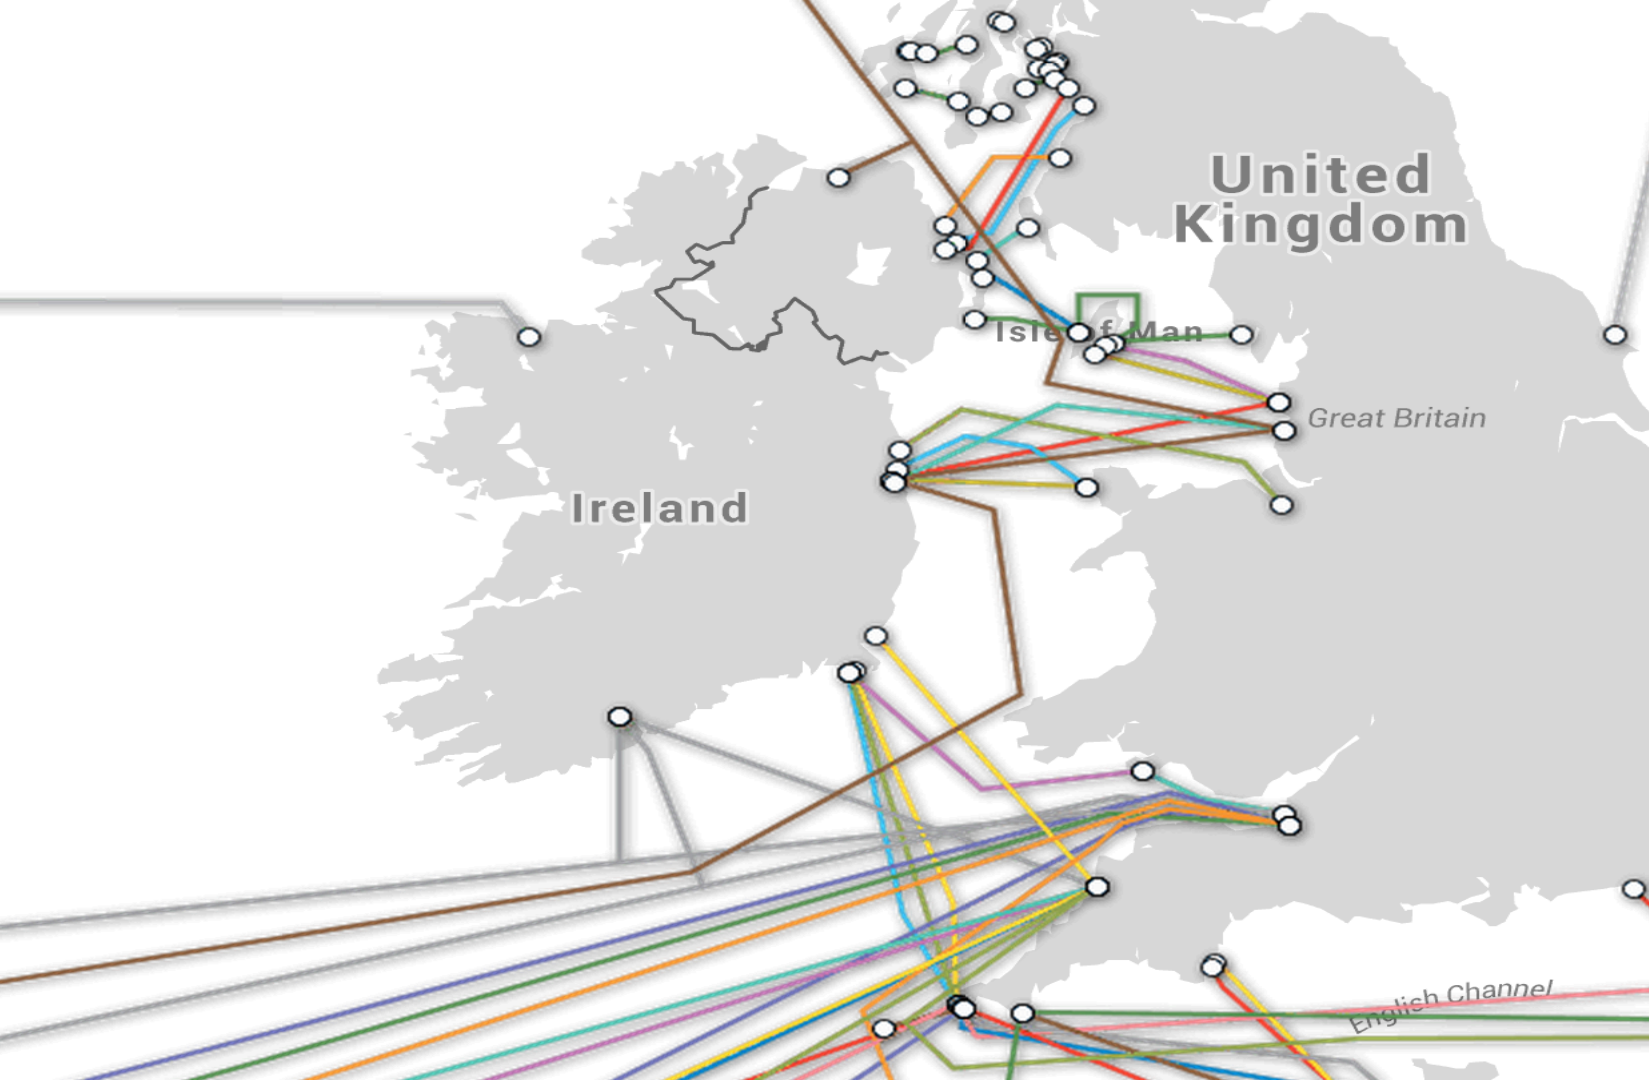 United
Kingdom
Isle of Man
Great Britain
Ireland
English Channel